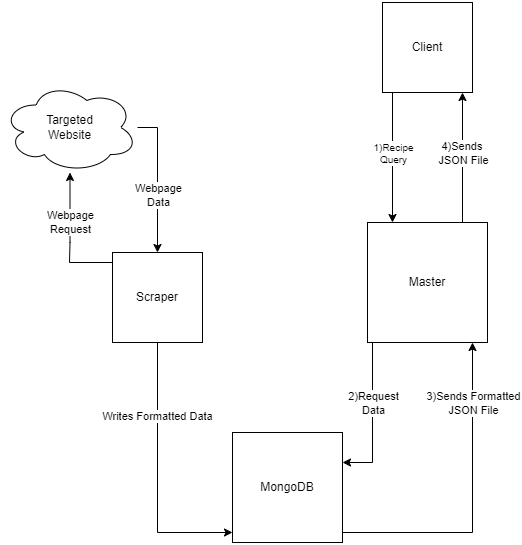 Client
Targeted
Website
1)Recipe
Query
4)Sends
JSON File
Webpage
Data
Webpage
Request
Scraper
Master
Writes Formatted Data
2)Request
Data
3)Sends Formatted
JSON File
MongoDB